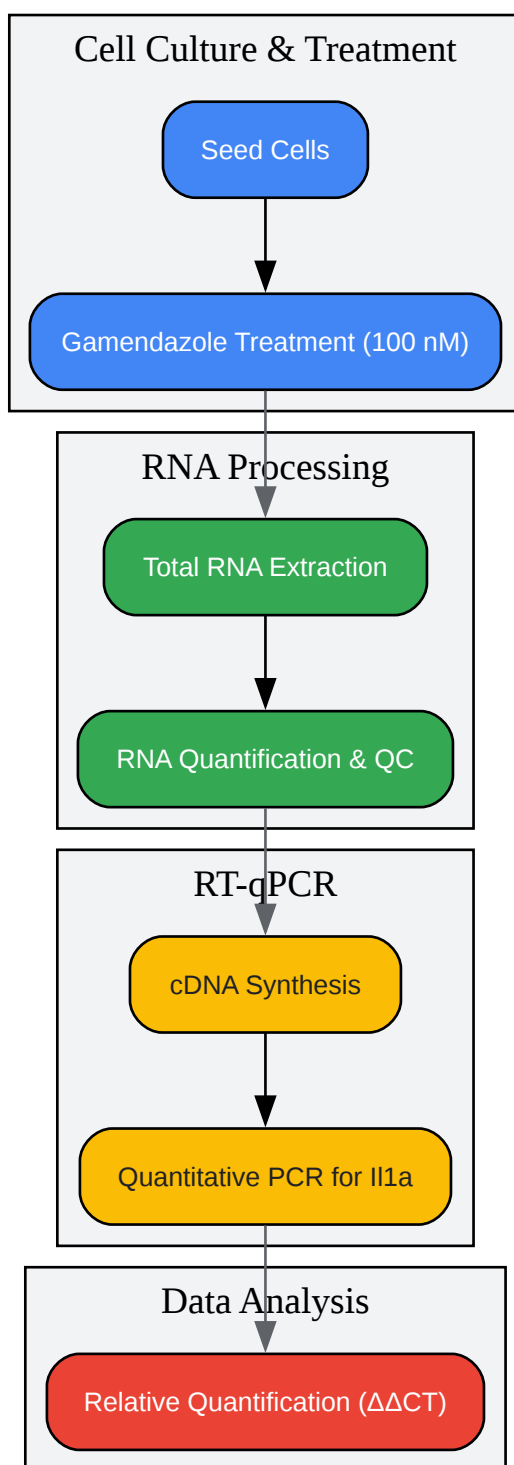 Cell Culture & Treatment
Seed Cells
Gamendazole Treatment (100 nM)
RNA Processing
Total RNA Extraction
RNA Quantification & QC
RT-qPCR
cDNA Synthesis
Quantitative PCR for Il1a
Data Analysis
Relative Quantification (ΔΔCT)